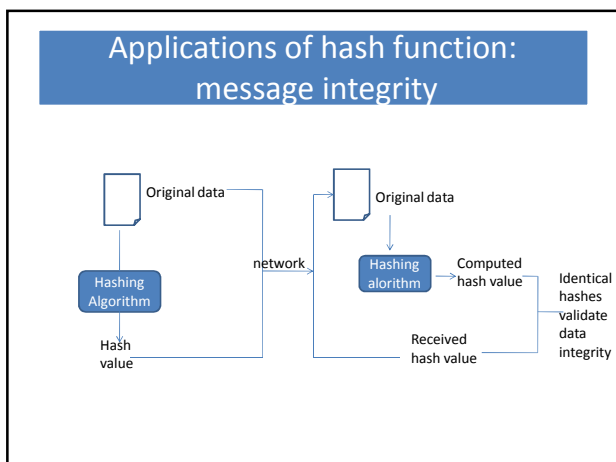 Applications of hash function:
message integrity
Original data
Hashing
Algorithm
Hash
value
network
Original data
Hashing
alorithm
Computed
hash value
Received
hash value
Identical
hashes
validate
data
integrity